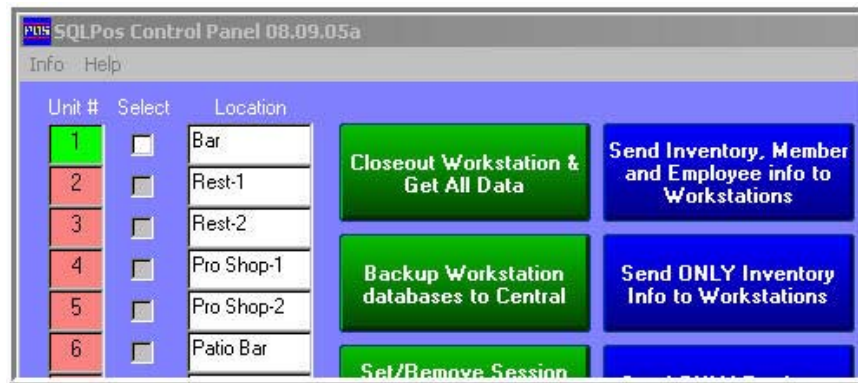 POS SQLPos Control Panel 08.09.05a
Info Help
Unit # Select Location
1 Bar
2 Rest-1
3 Rest-2
4 Pro Shop-1
5 Pro Shop-2
6 Patio Bar
Closeout Workstation &
Get All Data
Send Inventory, Member
and Employee info to
Workstations
Backup Workstation
databases to Central
Send ONLY Inventory
Info to Workstations
Set/Remove Session